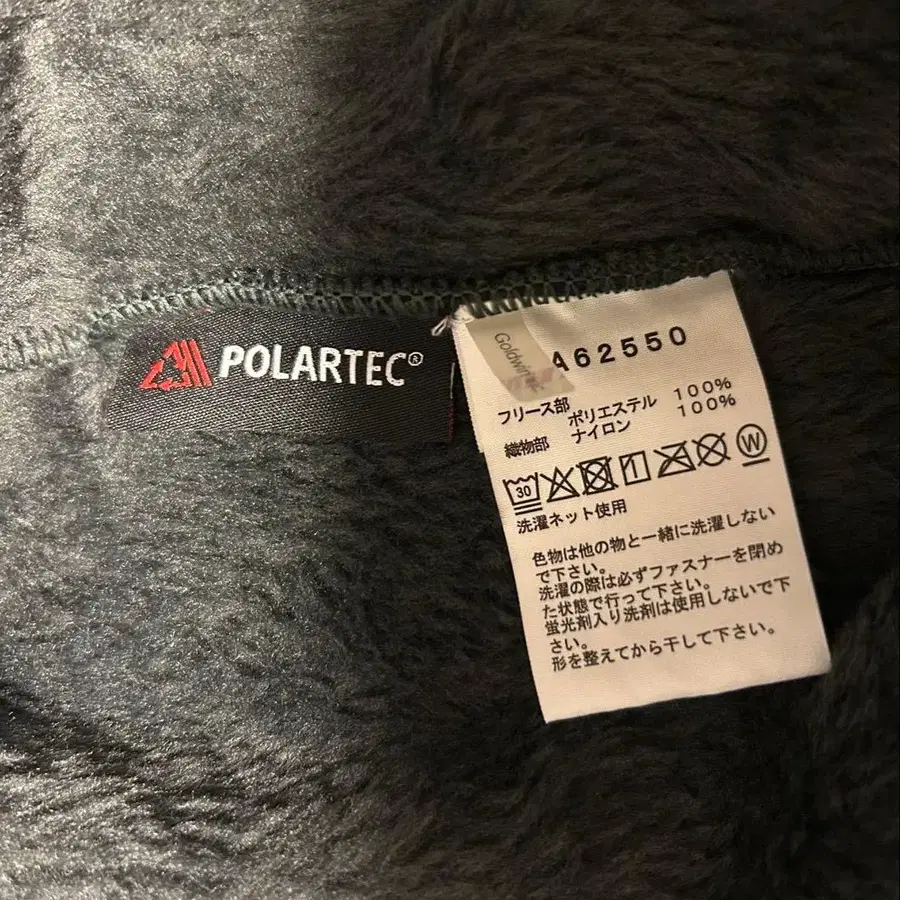 POLARTEC®
A62550
フリース部 ポリエステル 100%
織物部 ナイロン 100%
30 W
洗濯ネット使用
色物は他の物と一緒に洗濯しない
で下さい。
洗濯の際は必ずファスナーを閉め
た状態で行って下さい。
蛍光剤入り洗剤は使用しないで下
さい。
形を整えてから干して下さい。